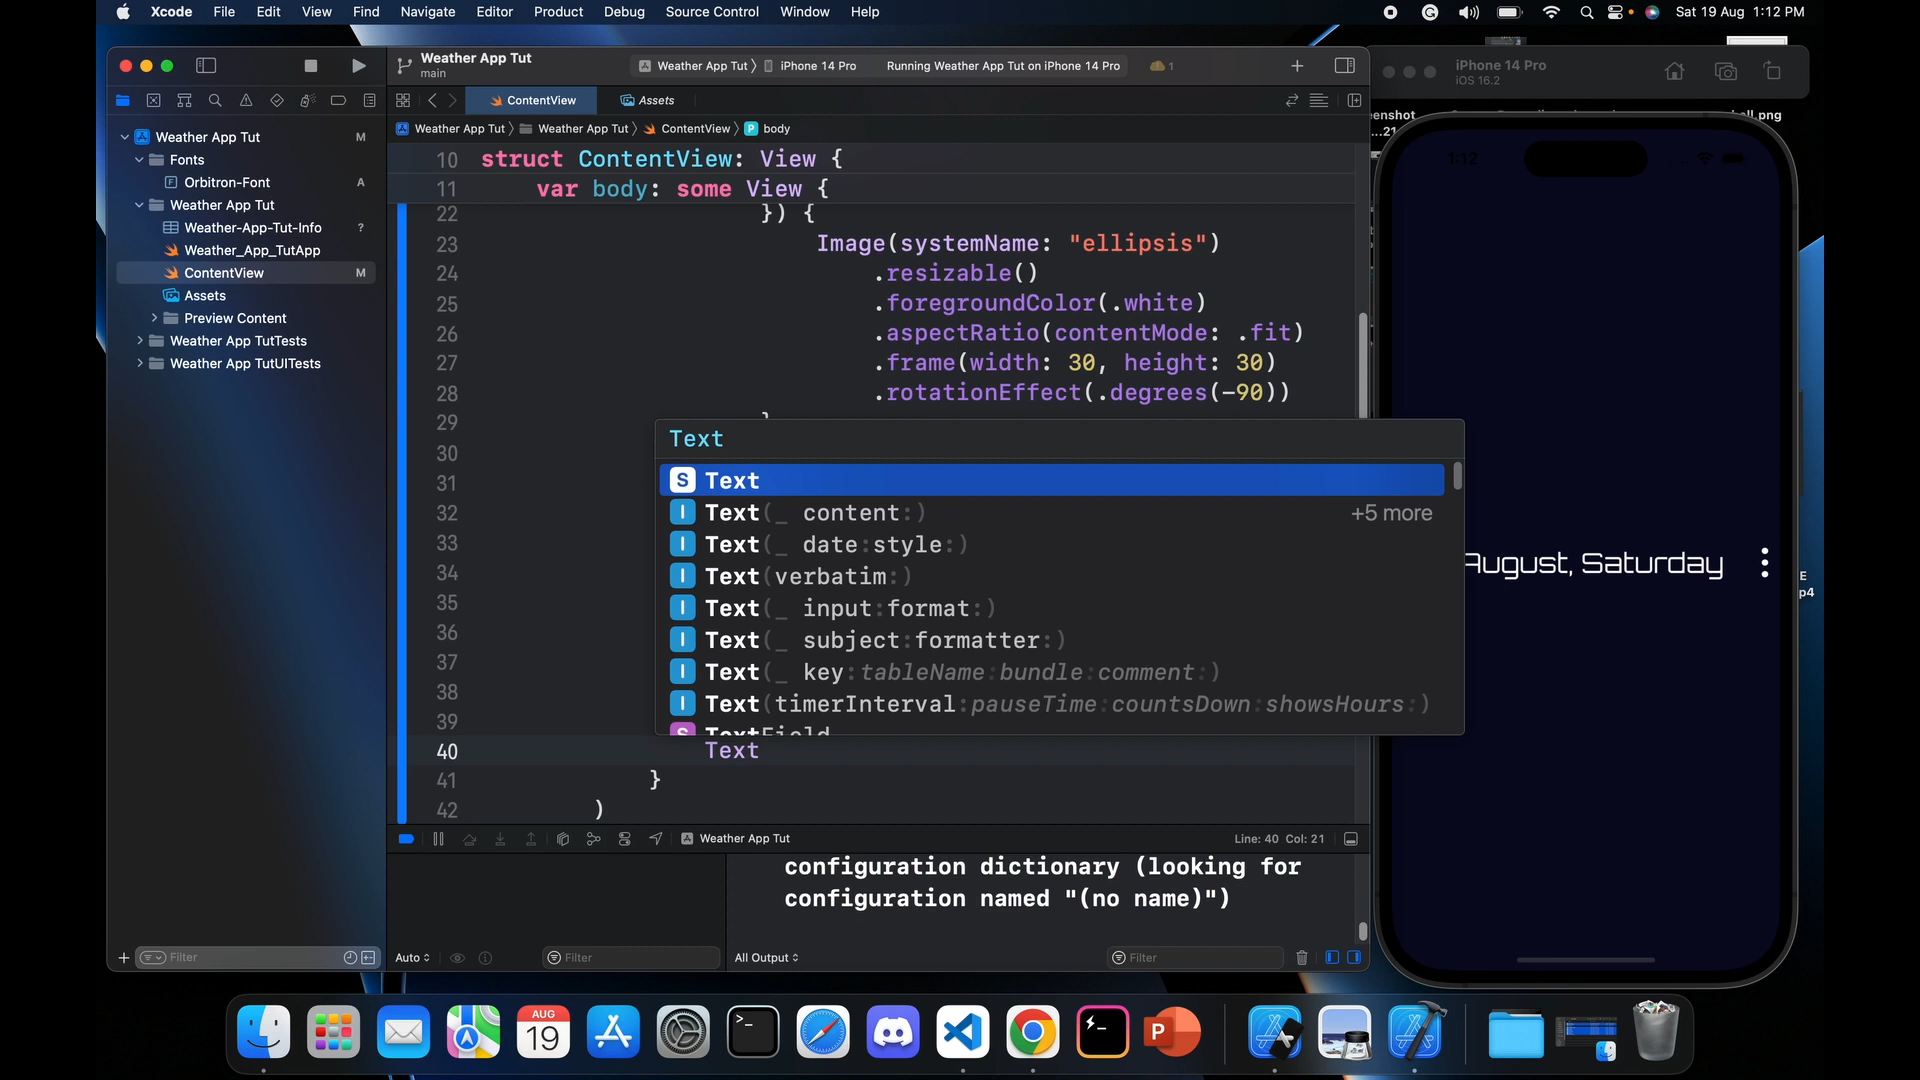 Xcode File Edit View Find Navigate Editor Product Debug Source Control Window Help
Sat 19 Aug 1:12 PM
Weather App Tut
main
Weather App Tut
iPhone 14 Pro
Running Weather App Tut on iPhone 14 Pro
1
iPhone 14 Pro
iOS 16.2
ContentView
Assets
Weather App Tut
Weather App Tut
ContentView
body
Weather App Tut M
Fonts
Orbitron-Font A
Weather App Tut
Weather-App-Tut-Info ?
Weather_App_TutApp
ContentView M
Assets
Preview Content
Weather App TutTests
Weather App TutUITests
10 struct ContentView: View {
11 var body: some View {
22 }) {
23 Image(systemName: "ellipsis")
24 .resizable()
25 .foregroundColor(.white)
26 .aspectRatio(contentMode: .fit)
27 .frame(width: 30, height: 30)
28 .rotationEffect(.degrees(-90))
29
30
31
32
33
34
35
36
37
38
39
40 Text
41 }
42 )
Text
S Text
I Text(_ content:) +5 more
I Text(_ date:style:)
I Text(verbatim:)
I Text(_ input:format:)
I Text(_ subject:formatter:)
I Text(_ key:tableName:bundle:comment:)
I Text(timerInterval:pauseTime:countsDown:showsHours:)
S TextField
1:12
August, Saturday
Weather App Tut
Line: 40 Col: 21
configuration dictionary (looking for
configuration named "(no name)")
Filter
Auto
Filter
All Output
Filter
AUG
19
P